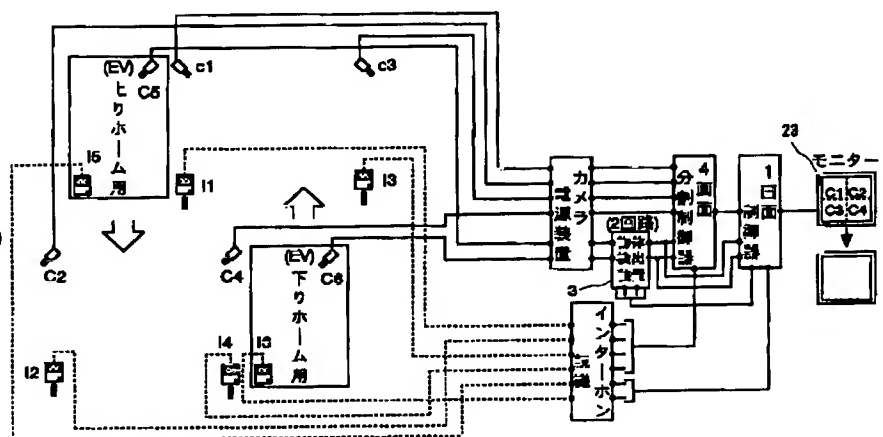 (EV)
上りホーム用
C5
c1
c3
I5
I1
I3
C2
C4
(EV)
下りホーム用
C6
I2
I4
カメラ電源装置
(2回路)
3
4画面分割制御器
1画面制御器
23
モニター
C1 C2
C3 C4
インターホン